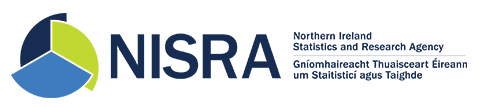 NISRA
Northern Ireland
Statistics and Research Agency
Gníomhaireacht Thuaisceart Éireann
um Staitisticí agus Taighde